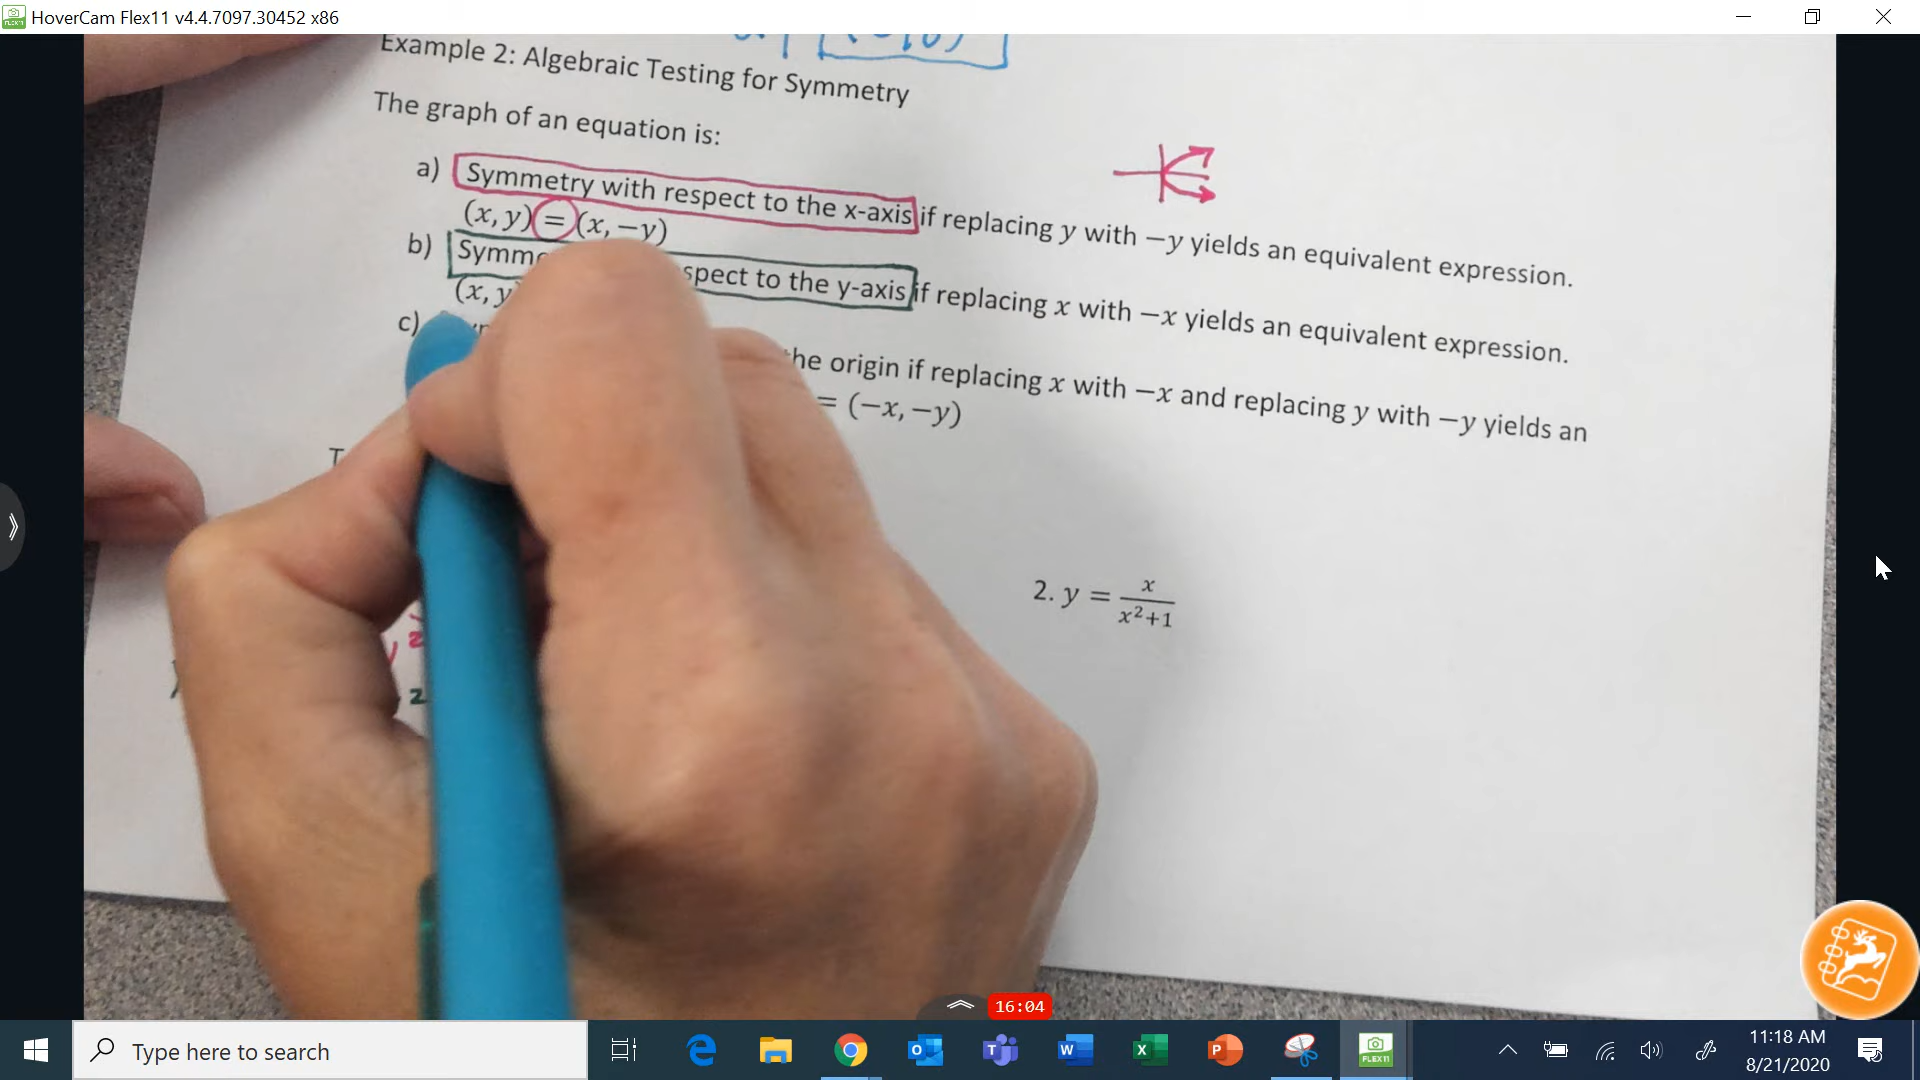 HoverCam Flex11 v4.4.7097.30452 x86
Example 2: Algebraic Testing for Symmetry
The graph of an equation is:
a) Symmetry with respect to the x-axis if replacing y with −y yields an equivalent expression.
(x, y) = (x, −y)
b) spect to the y-axis if replacing x with −x yields an equivalent expression.
(x, y
c) he origin if replacing x with −x and replacing y with −y yields an
= (−x, −y)
2. y = x/(x²+1)
2
2
16:04
Type here to search
FLEX11
11:18 AM
8/21/2020